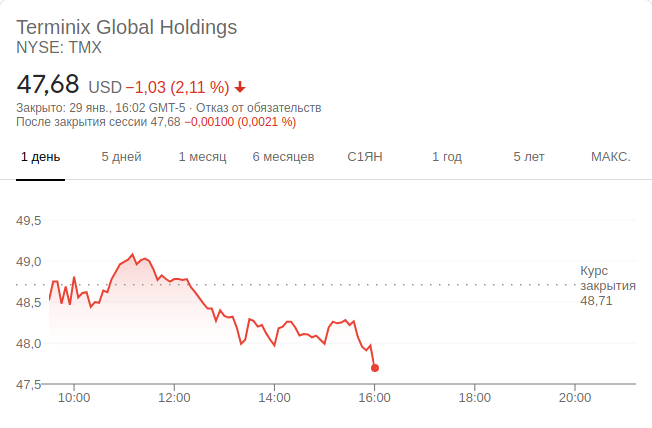 Terminix Global Holdings
NYSE: TMX
47,68 USD −1,03 (2,11 %)
Закрыто: 29 янв., 16:02 GMT-5 · Отказ от обязательств
После закрытия сессии 47,68 −0,00100 (0,0021 %)
1 день 5 дней 1 месяц 6 месяцев С1ЯН 1 год 5 лет МАКС.
49,5
49,0
Курс
закрытия
48,71
48,5
48,0
47,5
10:00 12:00 14:00 16:00 18:00 20:00